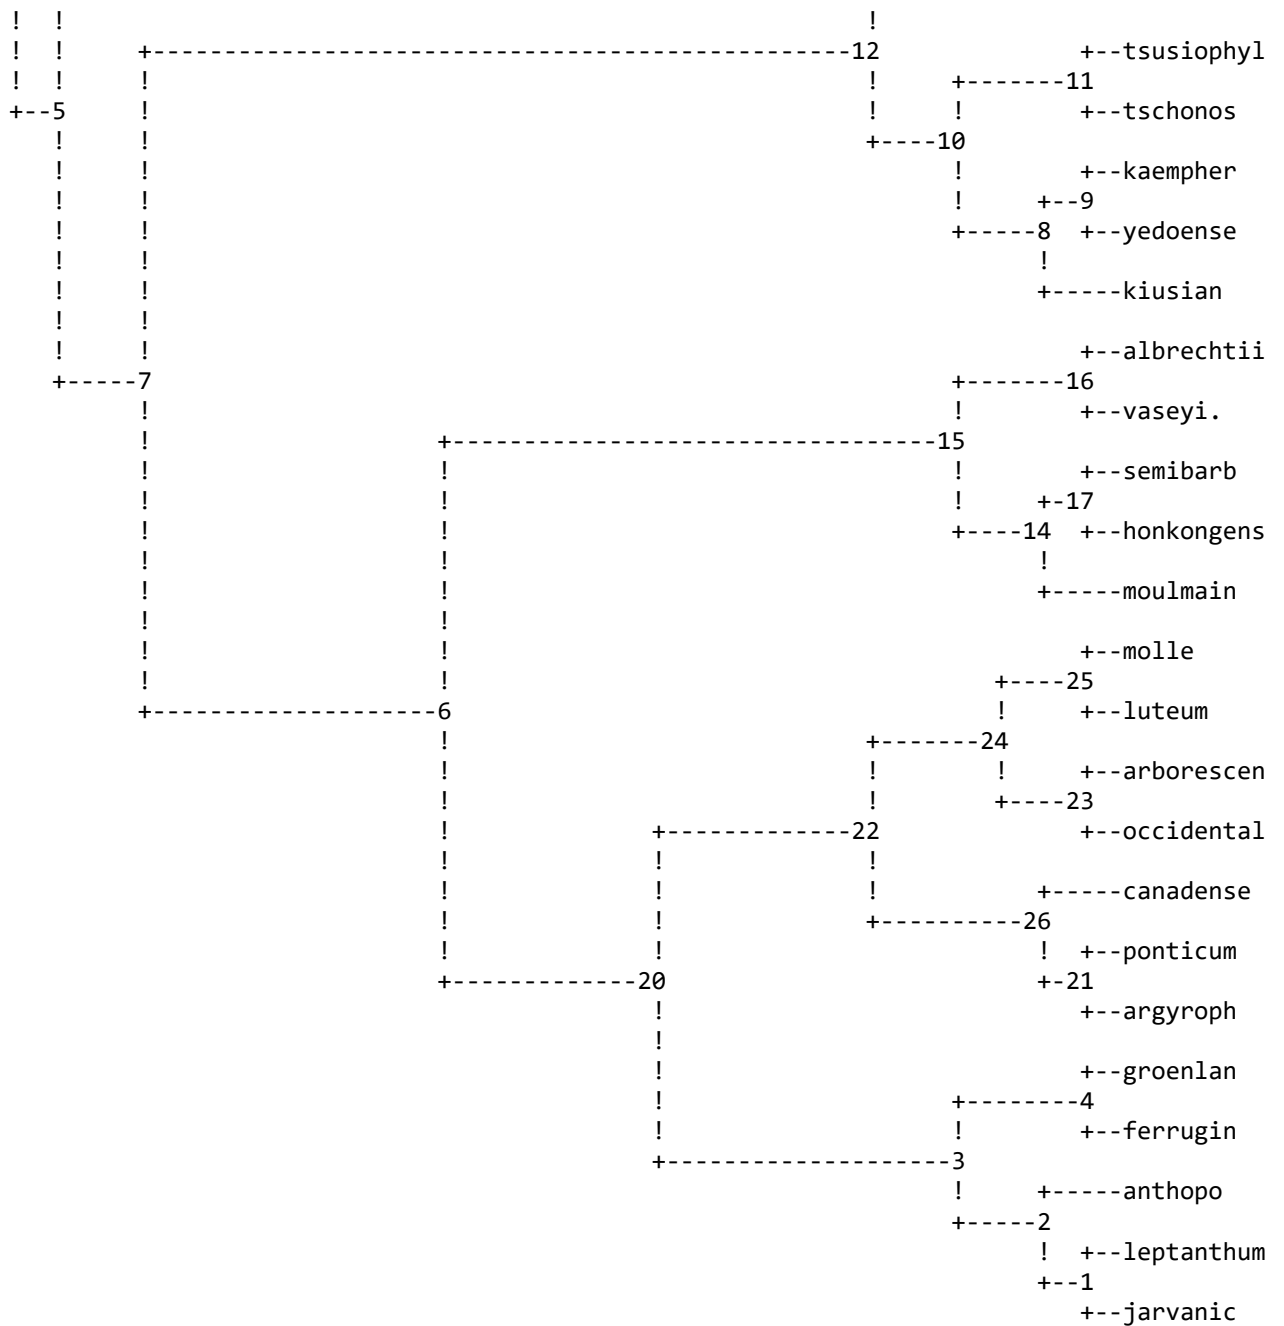 !  !                                                        !
!  !     +-------------------------------------------------12              +--tsusiophyl
!  !     !                                                  !     +-------11
+--5     !                                                  !     !        +--tschonos
   !     !                                                  +----10
   !     !                                                        !        +--kaempher
   !     !                                                        !     +--9
   !     !                                                        +-----8  +--yedoense
   !     !                                                              !
   !     !                                                              +-----kiusian
   !     !
   !     !                                                                 +--albrechtii
   +-----7                                                        +-------16
         !                                                        !        +--vaseyi.
         !                    +----------------------------------15
         !                    !                                   !        +--semibarb
         !                    !                                   !     +-17
         !                    !                                   +----14  +--honkongens
         !                    !                                         !
         !                    !                                         +-----moulmain
         !                    !
         !                    !                                            +--molle
         !                    !                                      +----25
         +--------------------6                                      !     +--luteum
                              !                             +-------24
                              !                             !        !     +--arborescen
                              !                             !        +----23
                              !              +-------------22              +--occidental
                              !              !              !
                              !              !              !           +-----canadense
                              !              !              +----------26
                              !              !                          !  +--ponticum
                              +-------------20                          +-21
                                             !                             +--argyroph
                                             !
                                             !                             +--groenlan
                                             !                    +--------4
                                             !                    !        +--ferrugin
                                             +--------------------3
                                                                  !     +-----anthopo
                                                                  +-----2
                                                                        !  +--leptanthum
                                                                        +--1
                                                                           +--jarvanic